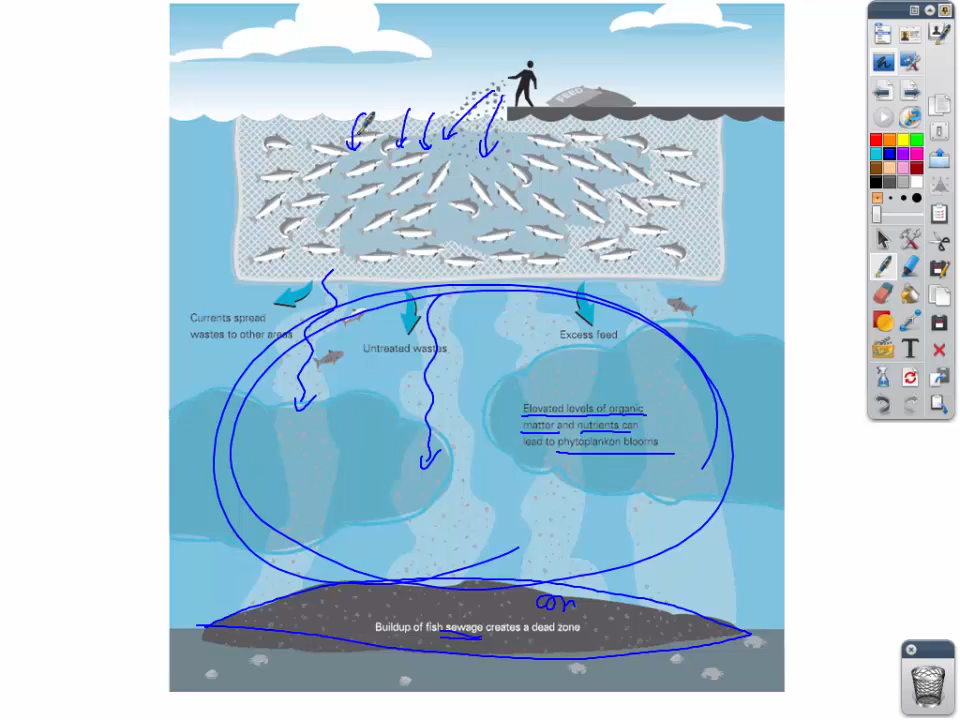 FEED
Currents spread
wastes to other areas
Untreated wastes
Excess feed
Elevated levels of organic
matter and nutrients can
lead to phytoplankon blooms
con
Buildup of fish sewage creates a dead zone
T